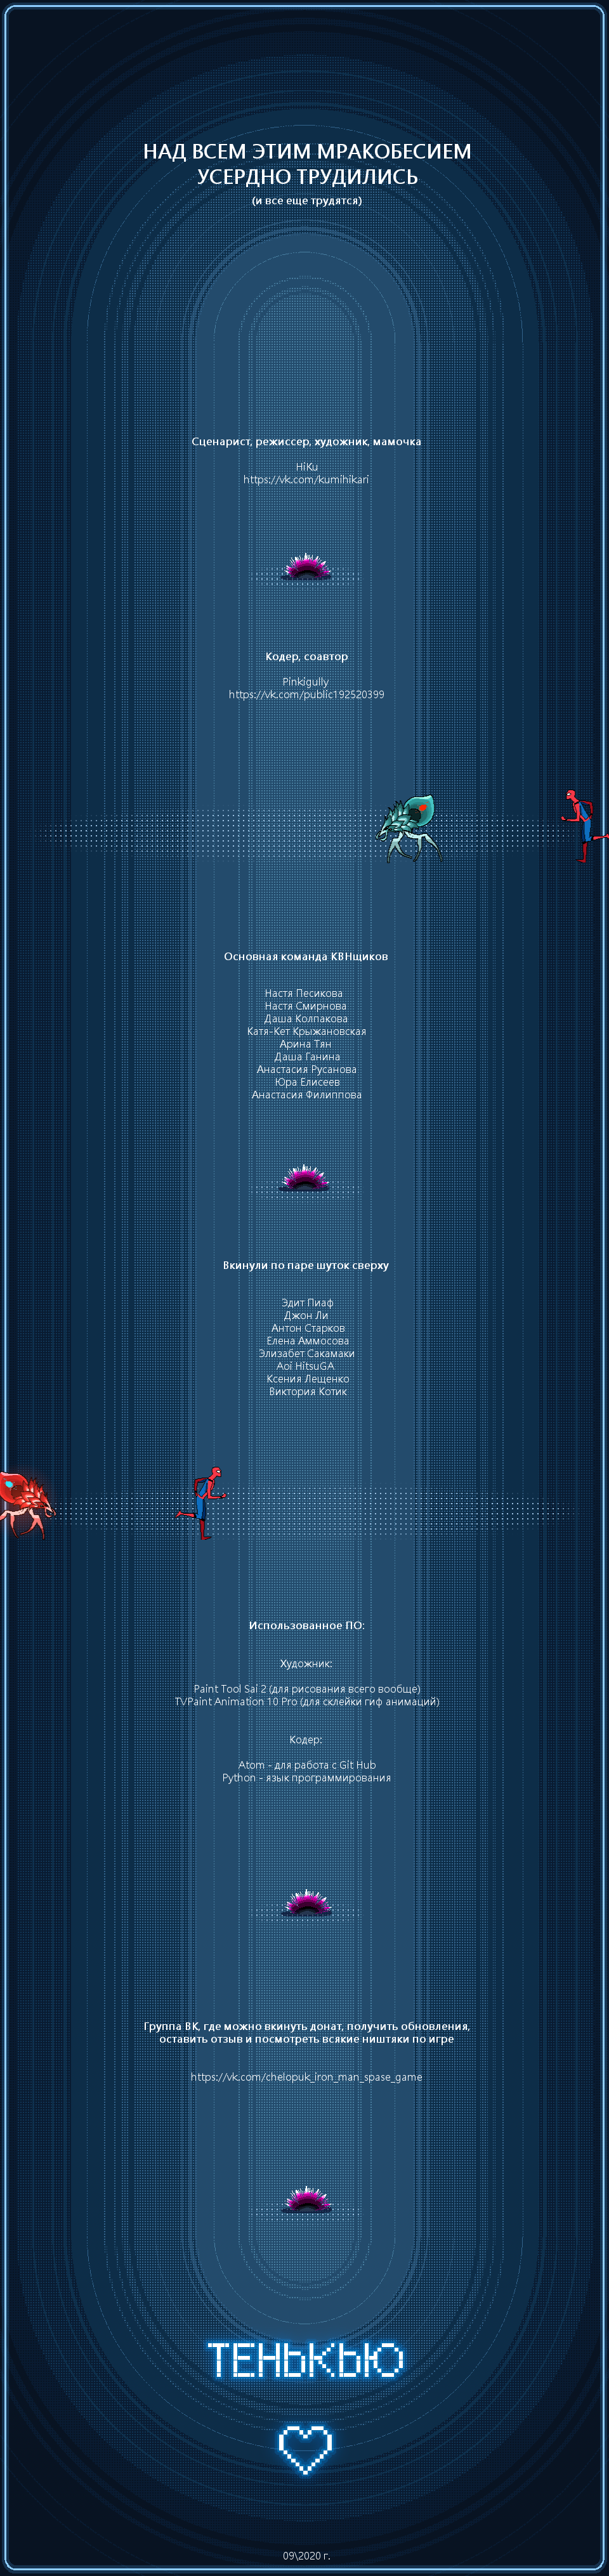 НАД ВСЕМ ЭТИМ МРАКОБЕСИЕМ
УСЕРДНО ТРУДИЛИСЬ
(и все еще трудятся)
Сценарист, режиссер, художник, мамочка
HiKu
https://vk.com/kumihikari
Кодер, соавтор
Pinkigully
https://vk.com/public192520399
Основная команда КВНщиков
Настя Песикова
Настя Смирнова
Даша Колпакова
Катя-Кет Крыжановская
Арина Тян
Даша Ганина
Анастасия Русанова
Юра Елисеев
Анастасия Филиппова
Вкинули по паре шуток сверху
Эдит Пиаф
Джон Ли
Антон Старков
Елена Аммосова
Элизабет Сакамаки
Aoi HitsuGA
Ксения Лещенко
Виктория Котик
Использованное ПО:
Художник:
Paint Tool Sai 2 (для рисования всего вообще)
TVPaint Animation 10 Pro (для склейки гиф анимаций)
Кодер:
Atom - для работа с Git Hub
Python - язык программирования
Группа ВК, где можно вкинуть донат, получить обновления,
оставить отзыв и посмотреть всякие ништяки по игре
https://vk.com/chelopuk_iron_man_spase_game
ТЕНЬКЬЮ
09\2020 г.